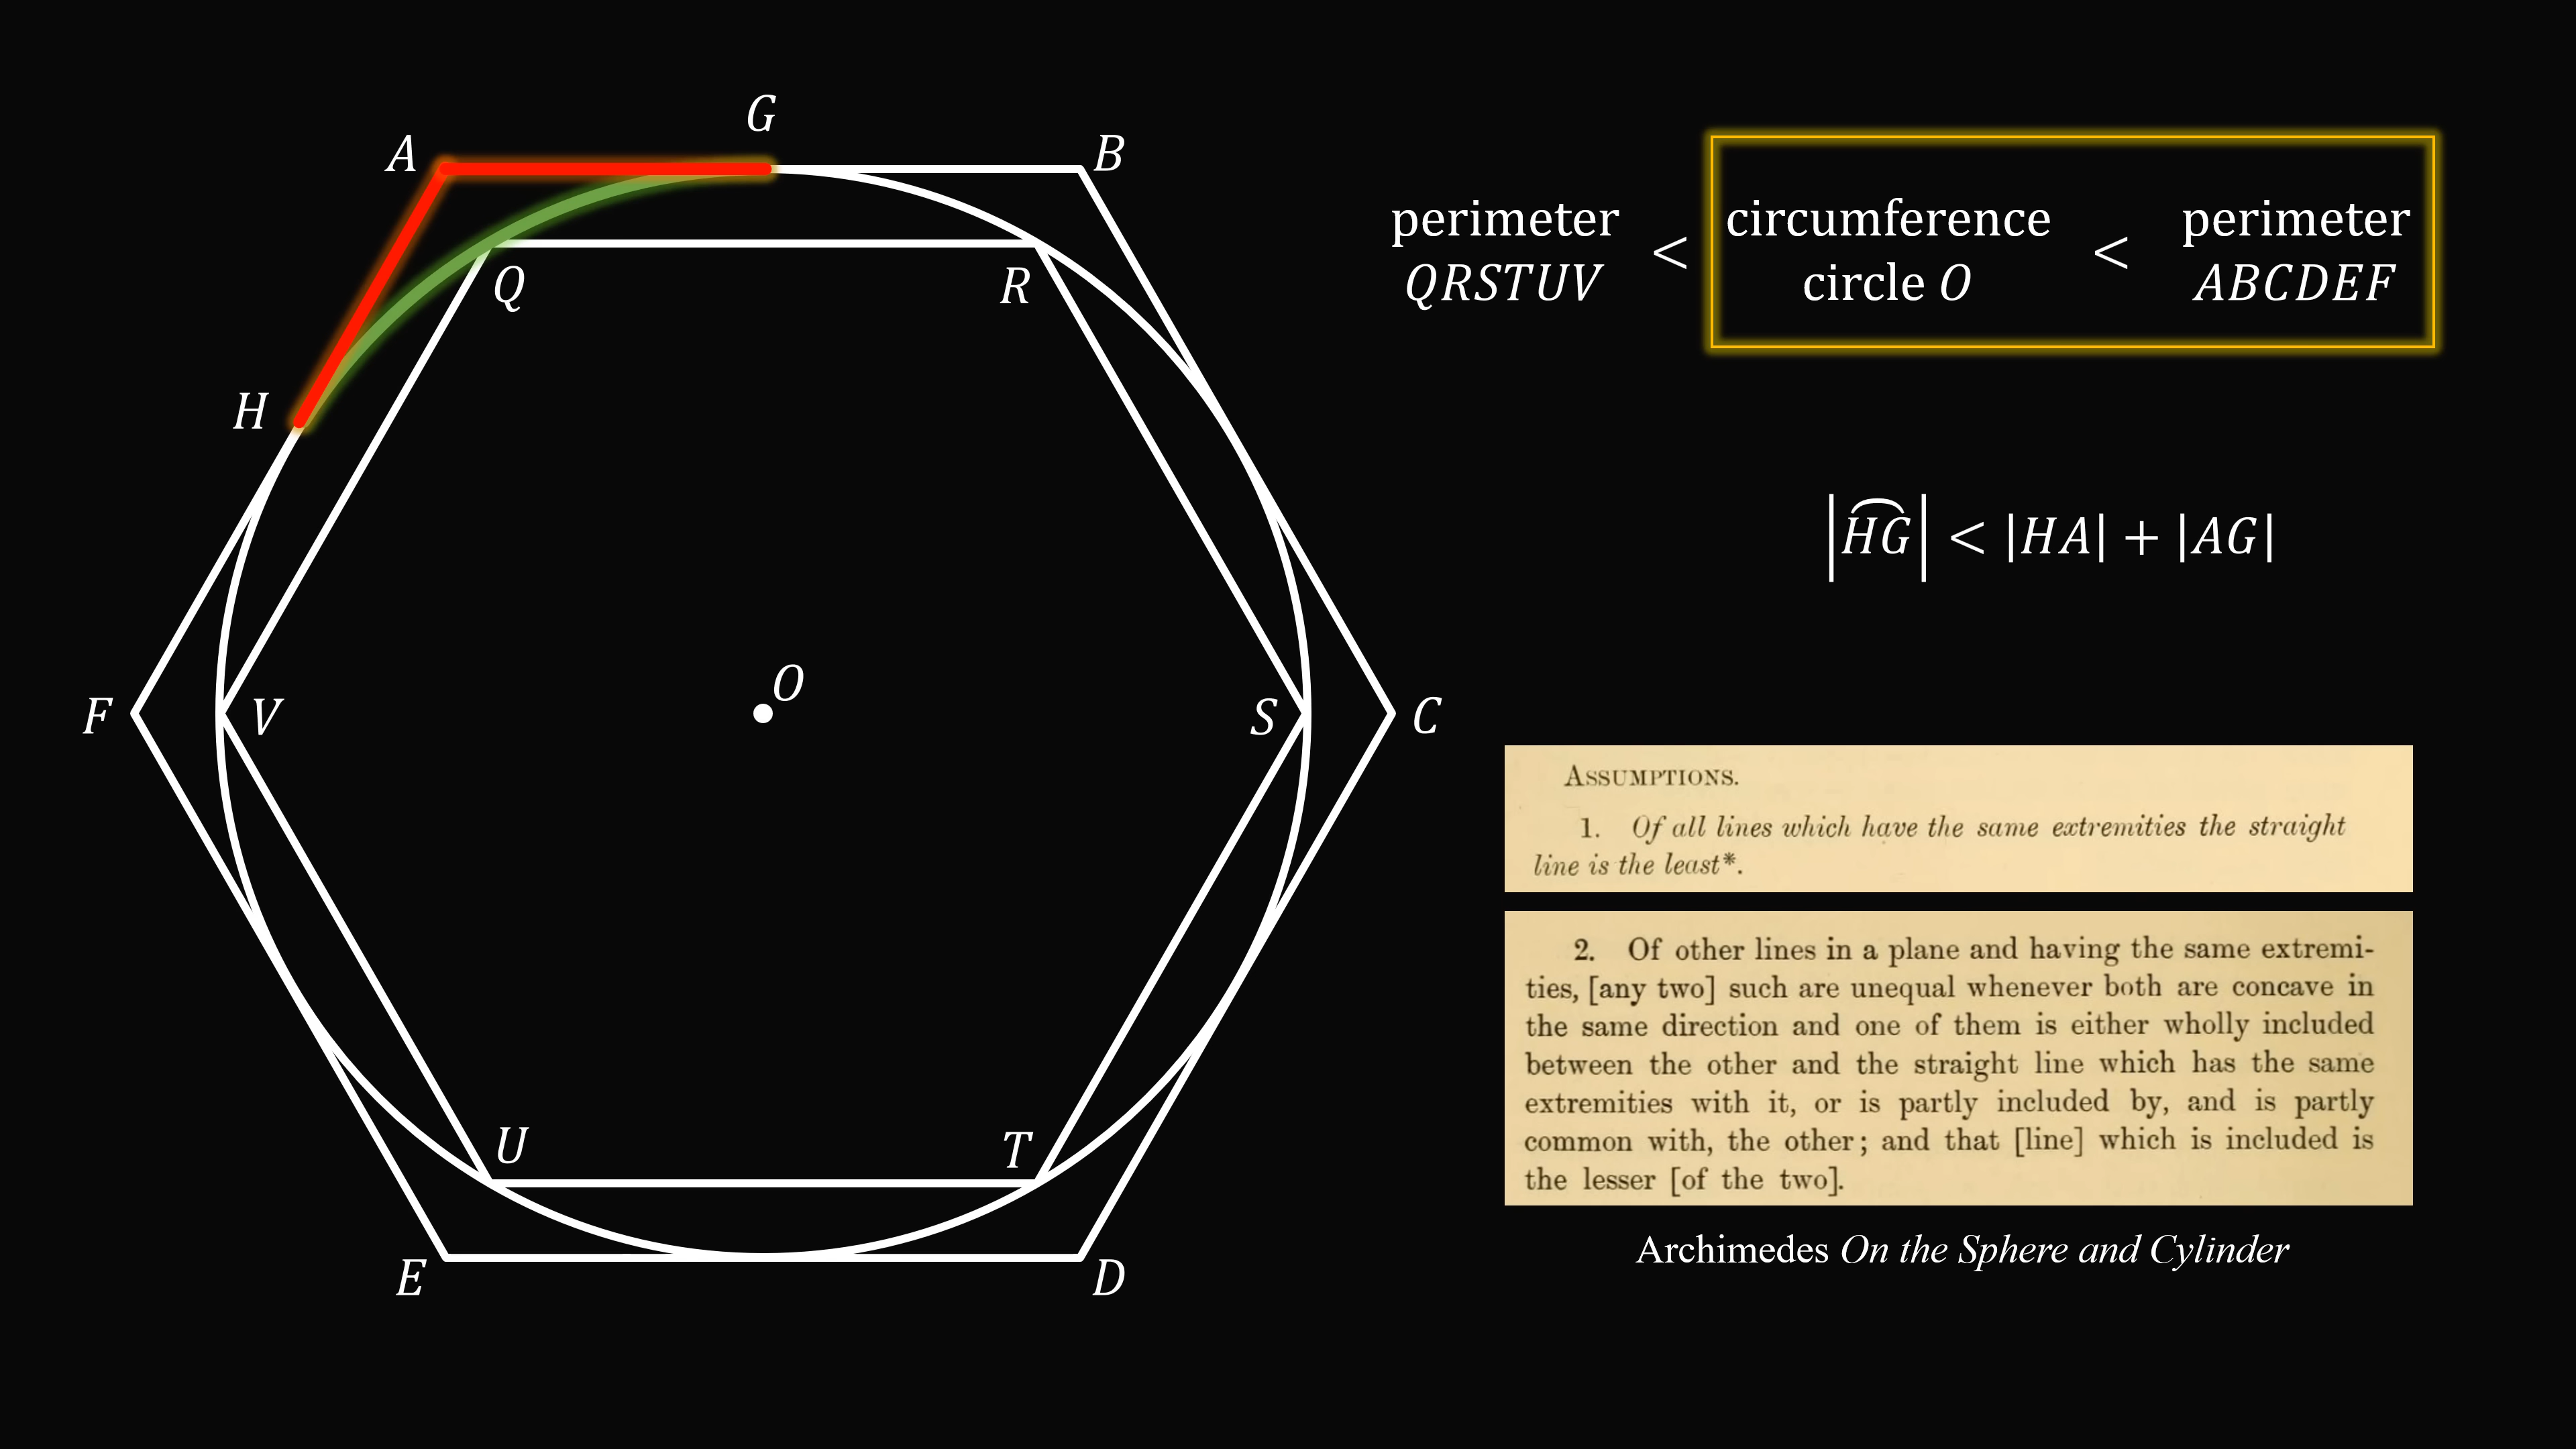 G
A
B
perimeter < circumference < perimeter
QRSTUV circle O ABCDEF
Q
R
H
|HG| < |HA| + |AG|
O
F
V
S
C
ASSUMPTIONS.
1. Of all lines which have the same extremities the straight
line is the least*.
2. Of other lines in a plane and having the same extremi-
ties, [any two] such are unequal whenever both are concave in
the same direction and one of them is either wholly included
between the other and the straight line which has the same
extremities with it, or is partly included by, and is partly
common with, the other; and that [line] which is included is
the lesser [of the two].
Archimedes On the Sphere and Cylinder
U
T
E
D